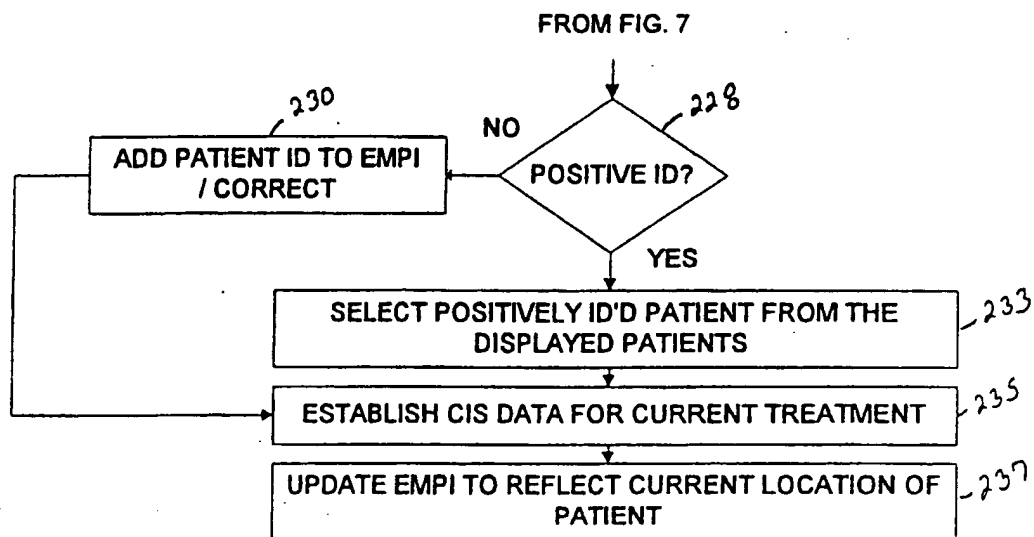 FROM FIG. 7
230
228
NO
ADD PATIENT ID TO EMPI
/ CORRECT
POSITIVE ID?
YES
SELECT POSITIVELY ID'D PATIENT FROM THE
DISPLAYED PATIENTS
233
ESTABLISH CIS DATA FOR CURRENT TREATMENT
235
UPDATE EMPI TO REFLECT CURRENT LOCATION OF
PATIENT
237